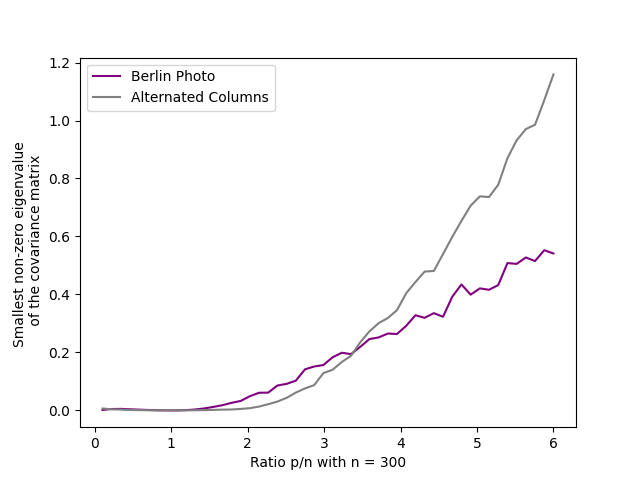 Berlin Photo
Alternated Columns
Smallest non-zero eigenvalue
of the covariance matrix
1.2
1.0
0.8
0.6
0.4
0.2
0.0
0
1
2
3
4
5
6
Ratio p/n with n = 300